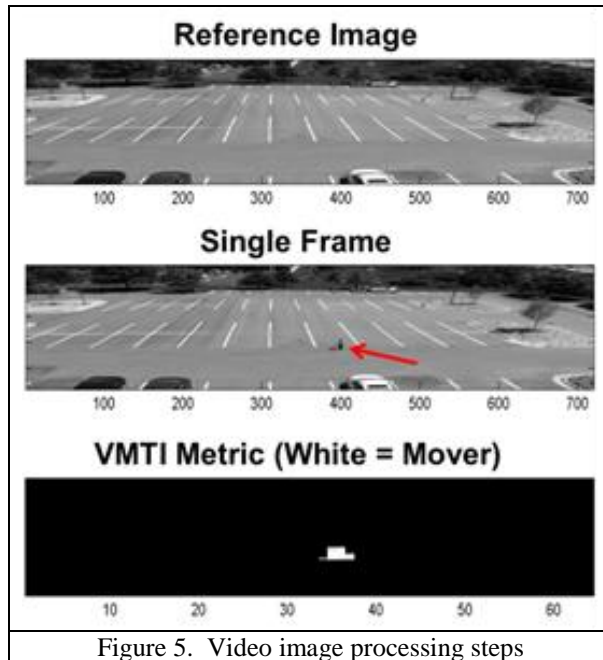 Reference Image
100 200 300 400 500 600 700
Single Frame
100 200 300 400 500 600 700
VMTI Metric (White = Mover)
10 20 30 40 50 60
Figure 5. Video image processing steps